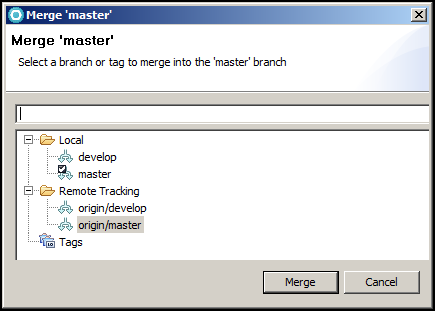 Merge 'master'
Merge 'master'
Select a branch or tag to merge into the 'master' branch
Local
develop
master
Remote Tracking
origin/develop
origin/master
Tags
Merge
Cancel